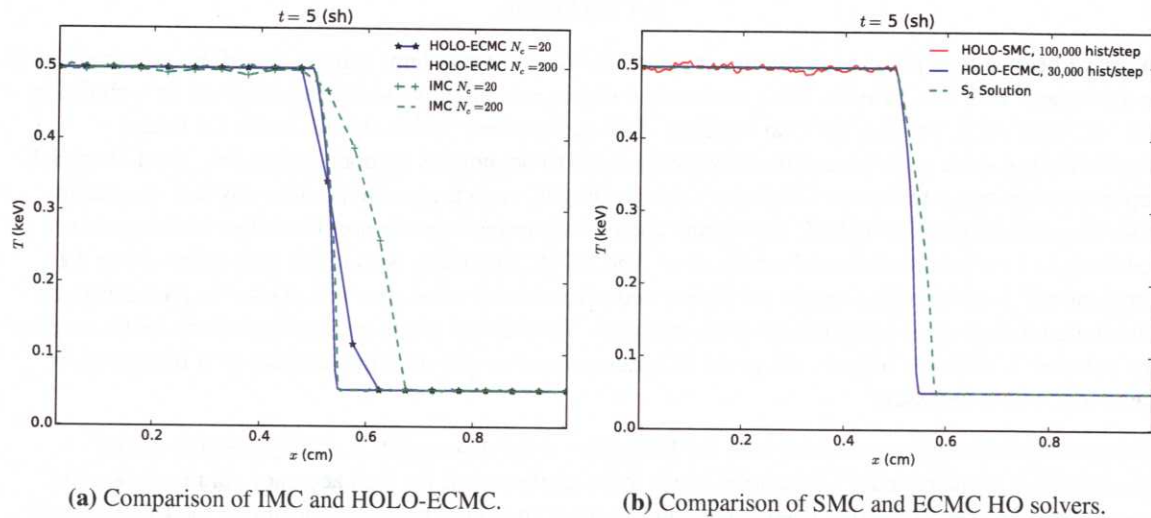 t = 5 (sh)
HOLO-ECMC N_c =20
HOLO-ECMC N_c =200
IMC N_c =20
IMC N_c =200
0.5
0.4
0.3
0.2
0.1
0.0
T (keV)
0.2
0.4
0.6
0.8
x (cm)
(a) Comparison of IMC and HOLO-ECMC.
t = 5 (sh)
HOLO-SMC, 100,000 hist/step
HOLO-ECMC, 30,000 hist/step
S₂ Solution
0.5
0.4
0.3
0.2
0.1
0.0
T (keV)
0.2
0.4
0.6
0.8
x (cm)
(b) Comparison of SMC and ECMC HO solvers.